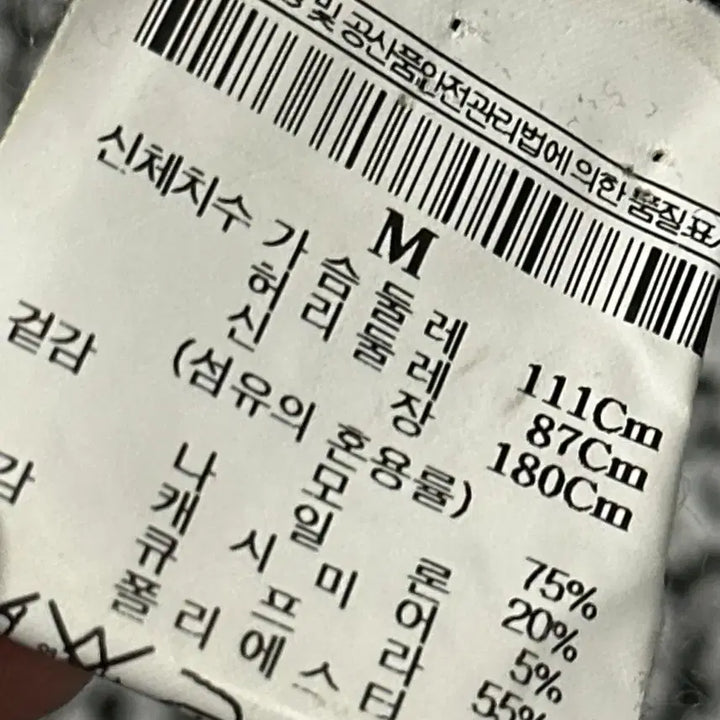 및 공산품안전관리법에 의한 품질표
M
신체치수 가슴둘레 111Cm
허리둘레 87Cm
신장 180Cm
(섬유의 혼용률)
겉감 모 75%
나일론 20%
캐시미어 5%
감 큐프라 55%
폴리에스터